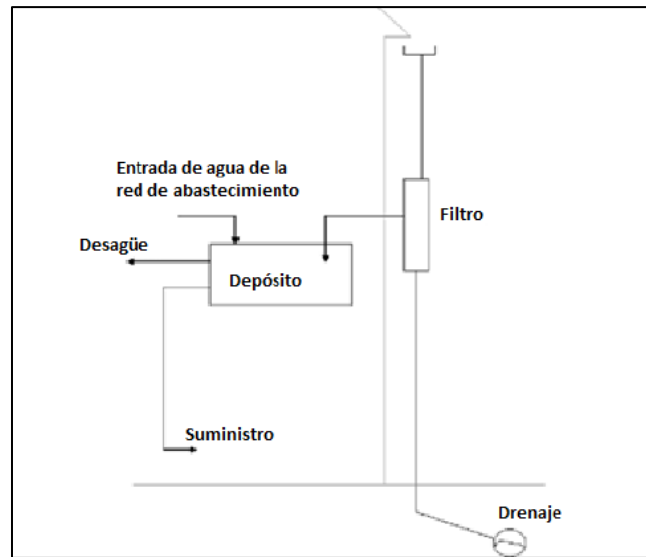 Entrada de agua de la
red de abastecimiento
Filtro
Desagüe
Depósito
Suministro
Drenaje